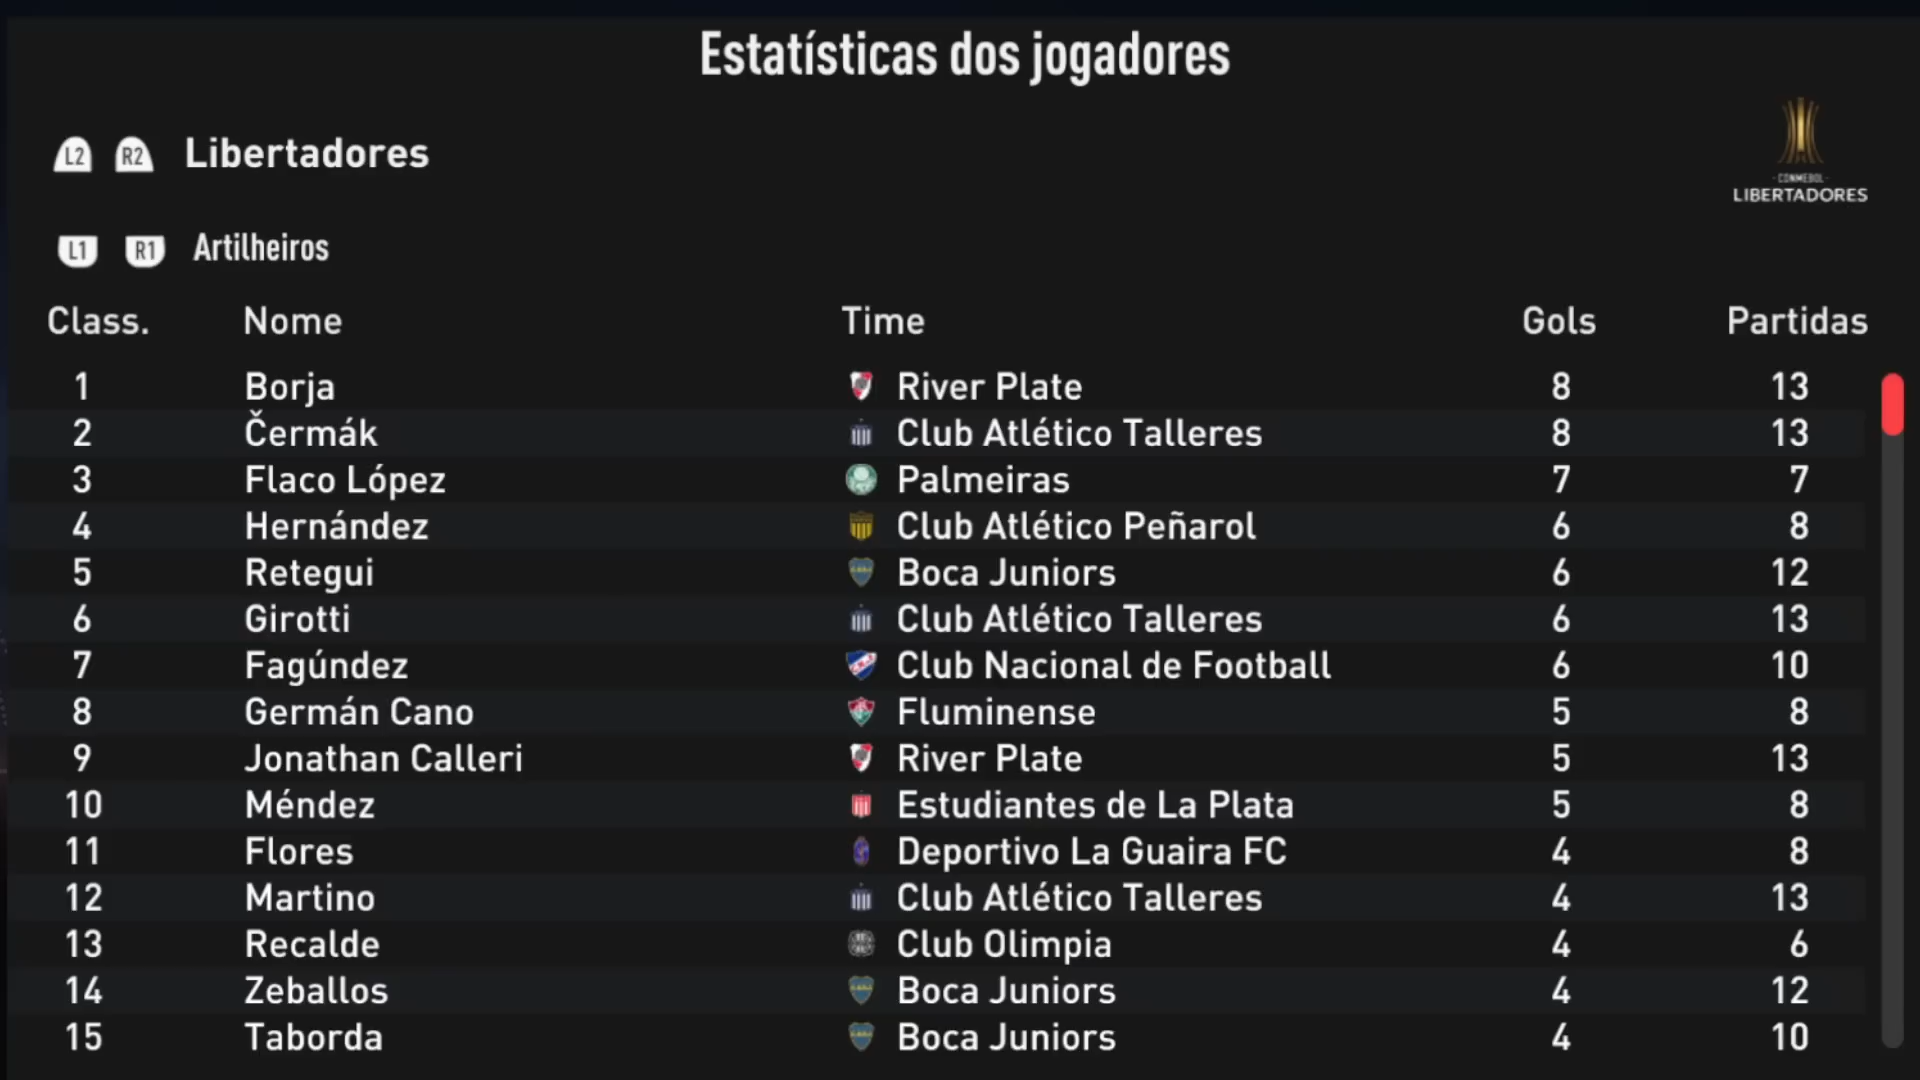 Estatísticas dos jogadores
L2 R2 Libertadores
CONMEBOL
LIBERTADORES
L1 R1 Artilheiros
Class. Nome Time Gols Partidas
1 Borja River Plate 8 13
2 Čermák Club Atlético Talleres 8 13
3 Flaco López Palmeiras 7 7
4 Hernández Club Atlético Peñarol 6 8
5 Retegui Boca Juniors 6 12
6 Girotti Club Atlético Talleres 6 13
7 Fagúndez Club Nacional de Football 6 10
8 Germán Cano Fluminense 5 8
9 Jonathan Calleri River Plate 5 13
10 Méndez Estudiantes de La Plata 5 8
11 Flores Deportivo La Guaira FC 4 8
12 Martino Club Atlético Talleres 4 13
13 Recalde Club Olimpia 4 6
14 Zeballos Boca Juniors 4 12
15 Taborda Boca Juniors 4 10